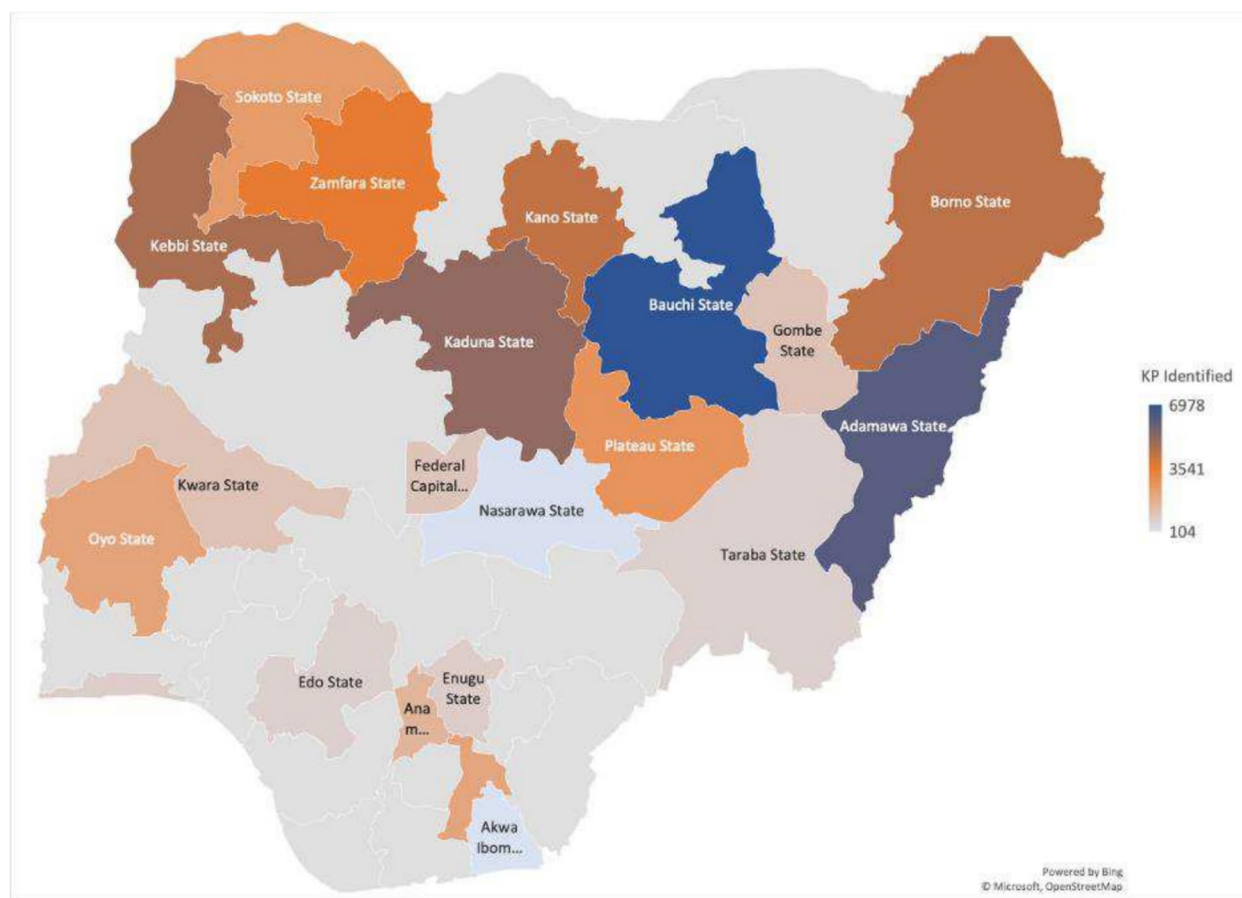 Sokoto State
Zamfara State
Kano State
Borno State
Kebbi State
Bauchi State
Gombe
State
Kaduna State
KP Identified
6978
3541
104
Adamawa State
Plateau State
Federal
Capital...
Kwara State
Nasarawa State
Oyo State
Taraba State
Edo State
Enugu
State
Ana
m...
Akwa
Ibom...
Powered by Bing
© Microsoft, OpenStreetMap